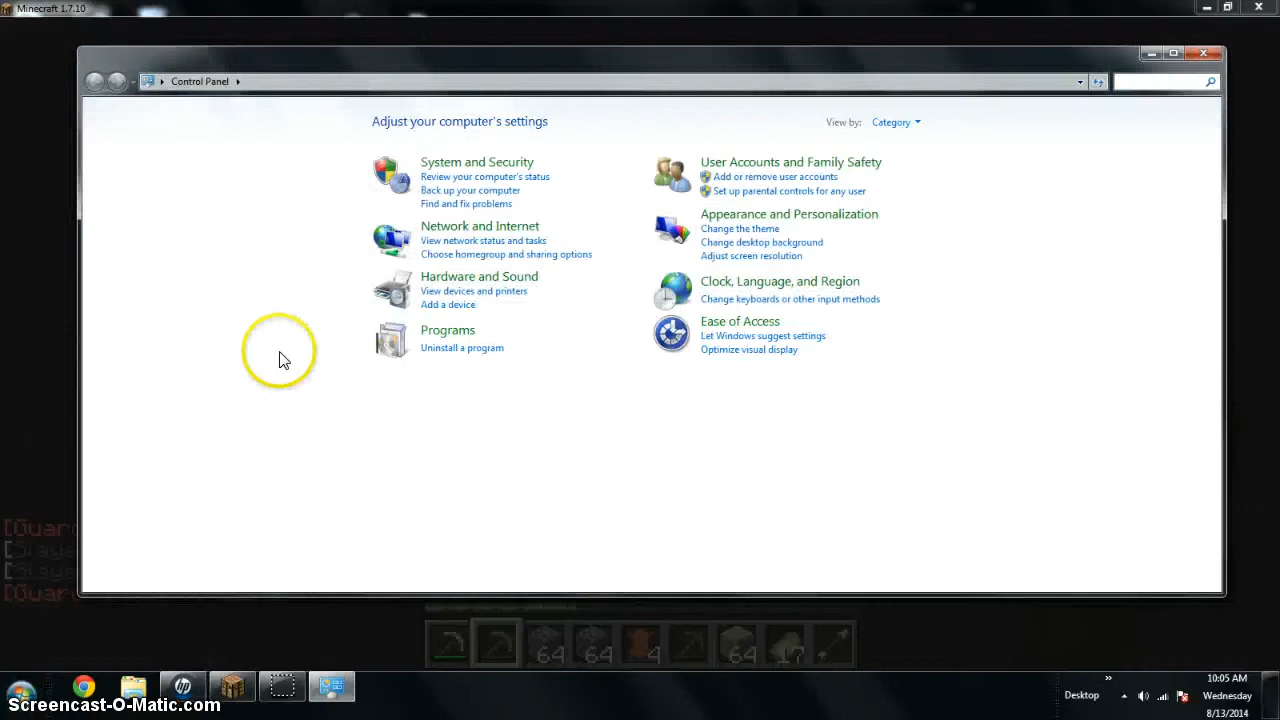 Minecraft 1.7.10
Control Panel
Adjust your computer's settings
View by: Category
System and Security
Review your computer's status
Back up your computer
Find and fix problems
Network and Internet
View network status and tasks
Choose homegroup and sharing options
Hardware and Sound
View devices and printers
Add a device
Programs
Uninstall a program
User Accounts and Family Safety
Add or remove user accounts
Set up parental controls for any user
Appearance and Personalization
Change the theme
Change desktop background
Adjust screen resolution
Clock, Language, and Region
Change keyboards or other input methods
Ease of Access
Let Windows suggest settings
Optimize visual display
[Guar
[Slaye
[Slaye
[Guar
64 64 4 64 17
10:05 AM
Desktop
Wednesday
8/13/2014
Screencast-O-Matic.com